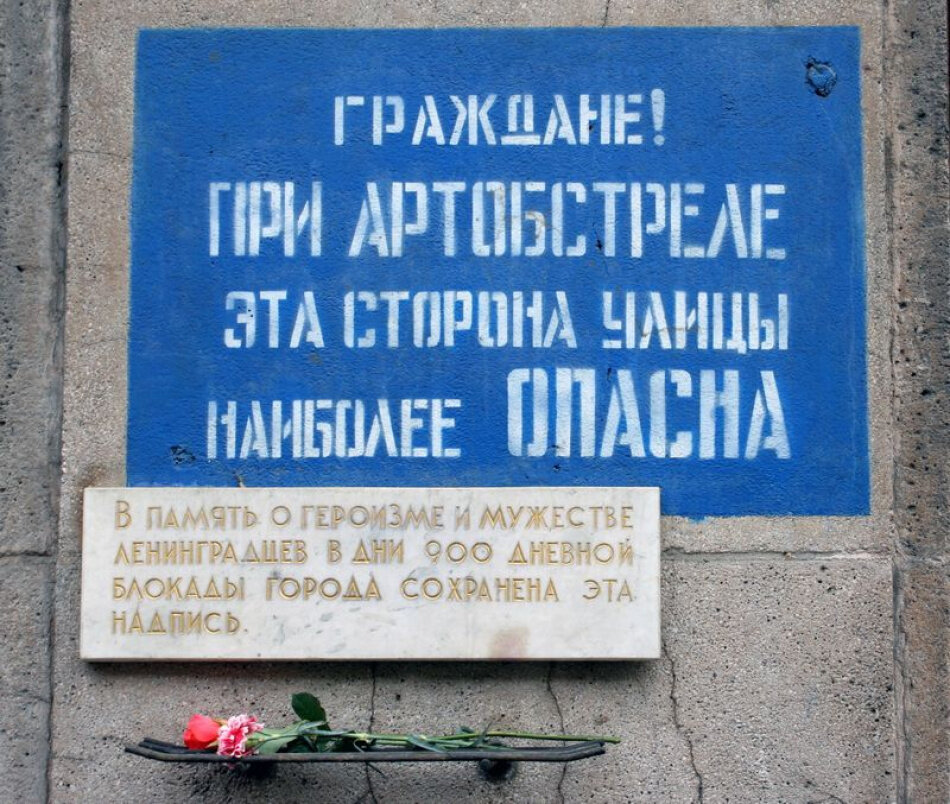 ГРАЖДАНЕ!
ПРИ АРТОБСТРЕЛЕ
ЭТА СТОРОНА УЛИЦЫ
НАИБОЛЕЕ ОПАСНА
В ПАМЯТЬ О ГЕРОИЗМЕ И МУЖЕСТВЕ
ЛЕНИНГРАДЦЕВ В ДНИ 900 ДНЕВНОЙ
БЛОКАДЫ ГОРОДА СОХРАНЕНА ЭТА
НАДПИСЬ.